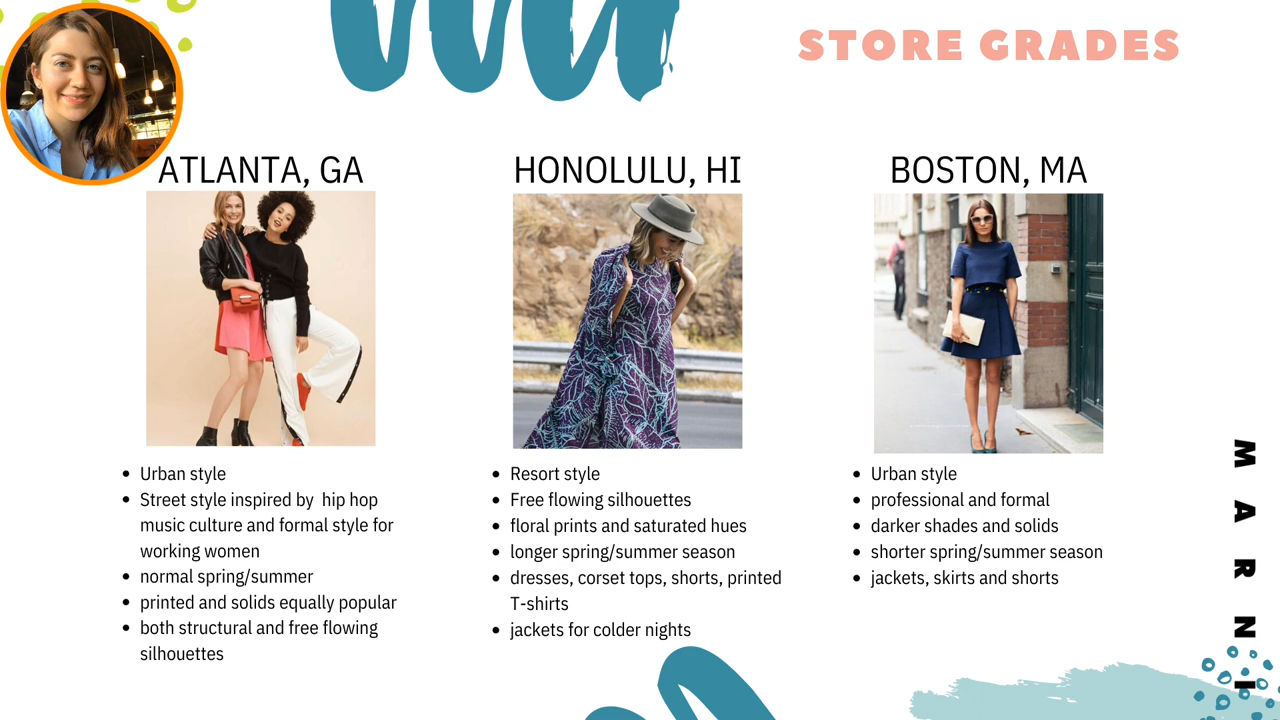 STORE GRADES
ATLANTA, GA
HONOLULU, HI
BOSTON, MA
• Urban style
• Street style inspired by  hip hop
music culture and formal style for
working women
• normal spring/summer
• printed and solids equally popular
• both structural and free flowing
silhouettes
• Resort style
• Free flowing silhouettes
• floral prints and saturated hues
• longer spring/summer season
• dresses, corset tops, shorts, printed
T-shirts
• jackets for colder nights
• Urban style
• professional and formal
• darker shades and solids
• shorter spring/summer season
• jackets, skirts and shorts
MARNI